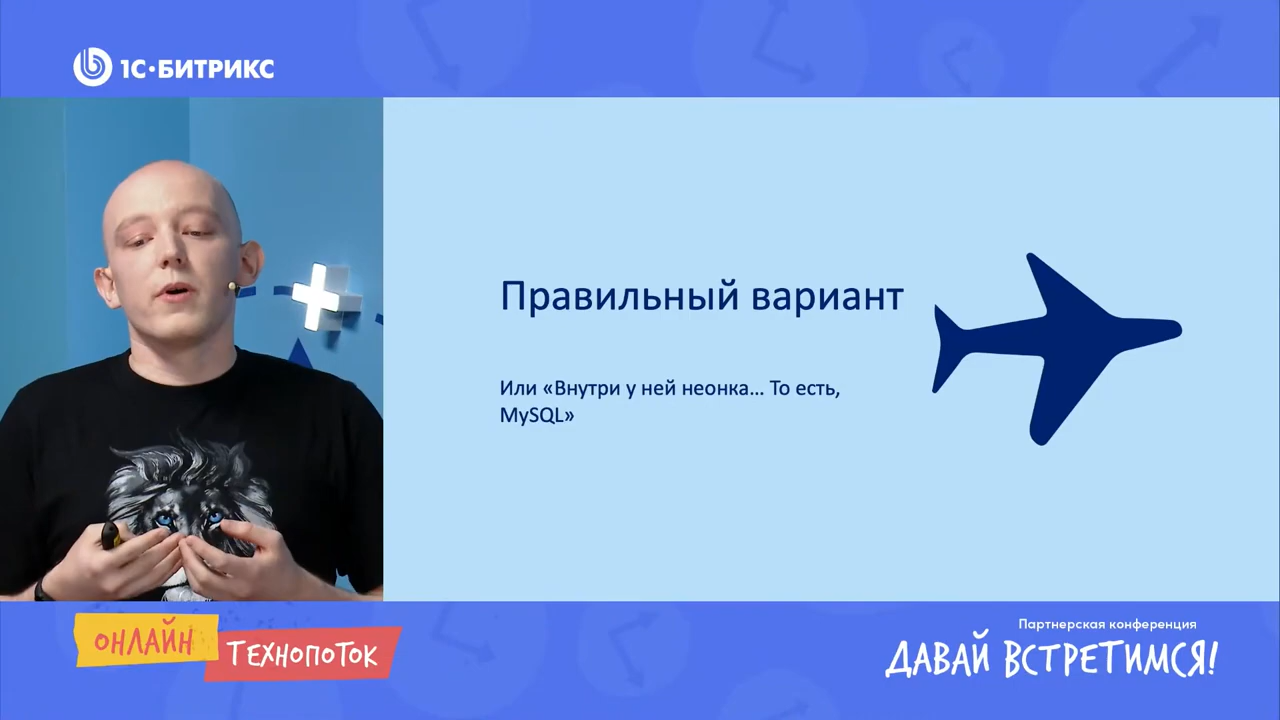 1С·БИТРИКС
Правильный вариант
Или «Внутри у ней неонка... То есть,
MySQL»
ОНЛАЙН
ТЕХНОПОТОК
Партнерская конференция
ДАВАЙ ВСТРЕТИМСЯ!